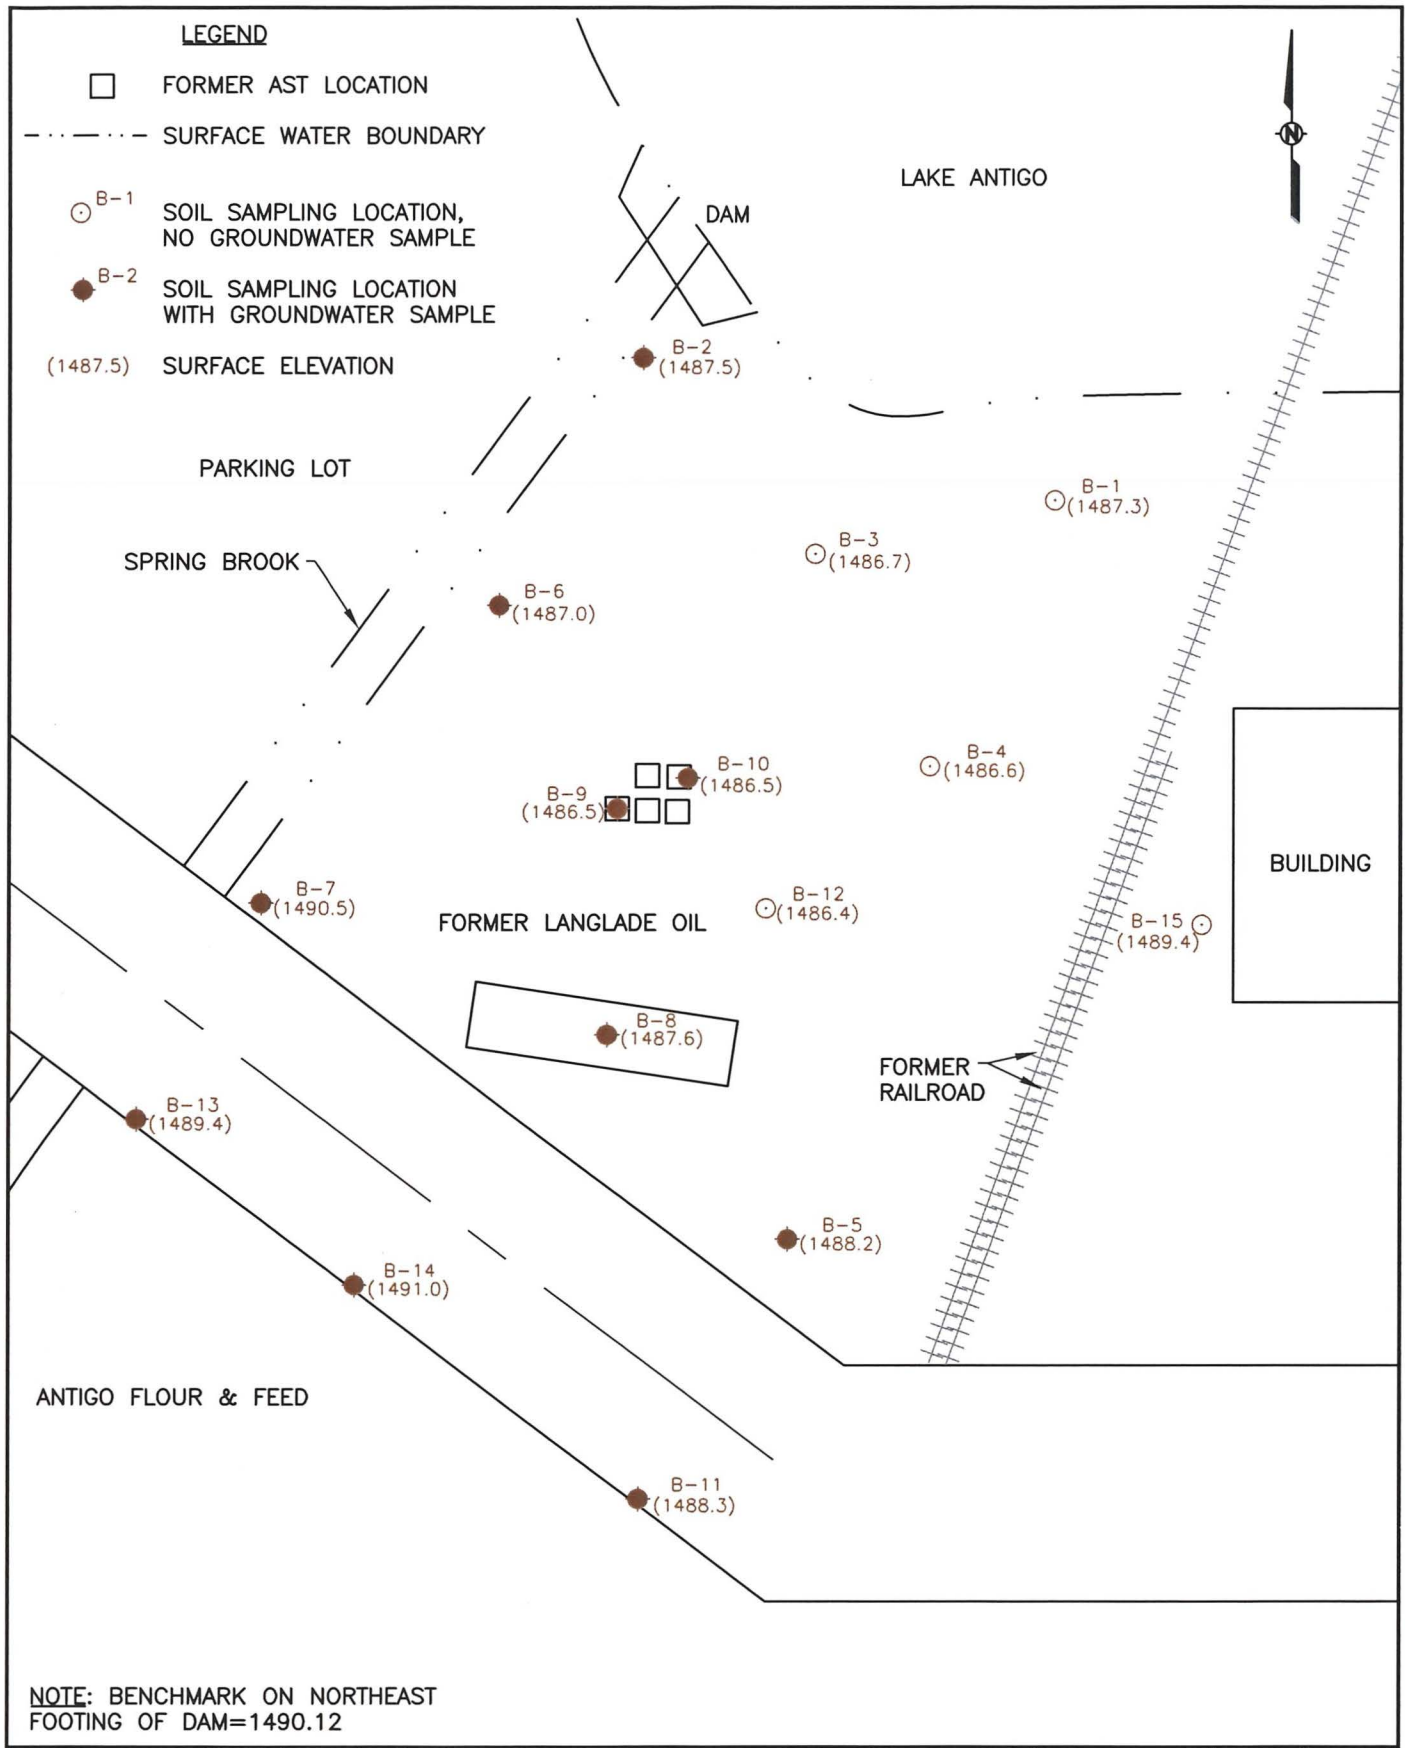 LEGEND
FORMER AST LOCATION
SURFACE WATER BOUNDARY
B-1
SOIL SAMPLING LOCATION,
NO GROUNDWATER SAMPLE
B-2
SOIL SAMPLING LOCATION
WITH GROUNDWATER SAMPLE
(1487.5) SURFACE ELEVATION
N
LAKE ANTIGO
DAM
B-2
(1487.5)
PARKING LOT
B-1
(1487.3)
B-3
(1486.7)
SPRING BROOK
B-6
(1487.0)
B-4
(1486.6)
B-10
(1486.5)
B-9
(1486.5)
BUILDING
B-7
(1490.5)
B-12
(1486.4)
FORMER LANGLADE OIL
B-15
(1489.4)
B-8
(1487.6)
FORMER
RAILROAD
B-13
(1489.4)
B-5
(1488.2)
B-14
(1491.0)
ANTIGO FLOUR & FEED
B-11
(1488.3)
NOTE: BENCHMARK ON NORTHEAST
FOOTING OF DAM=1490.12